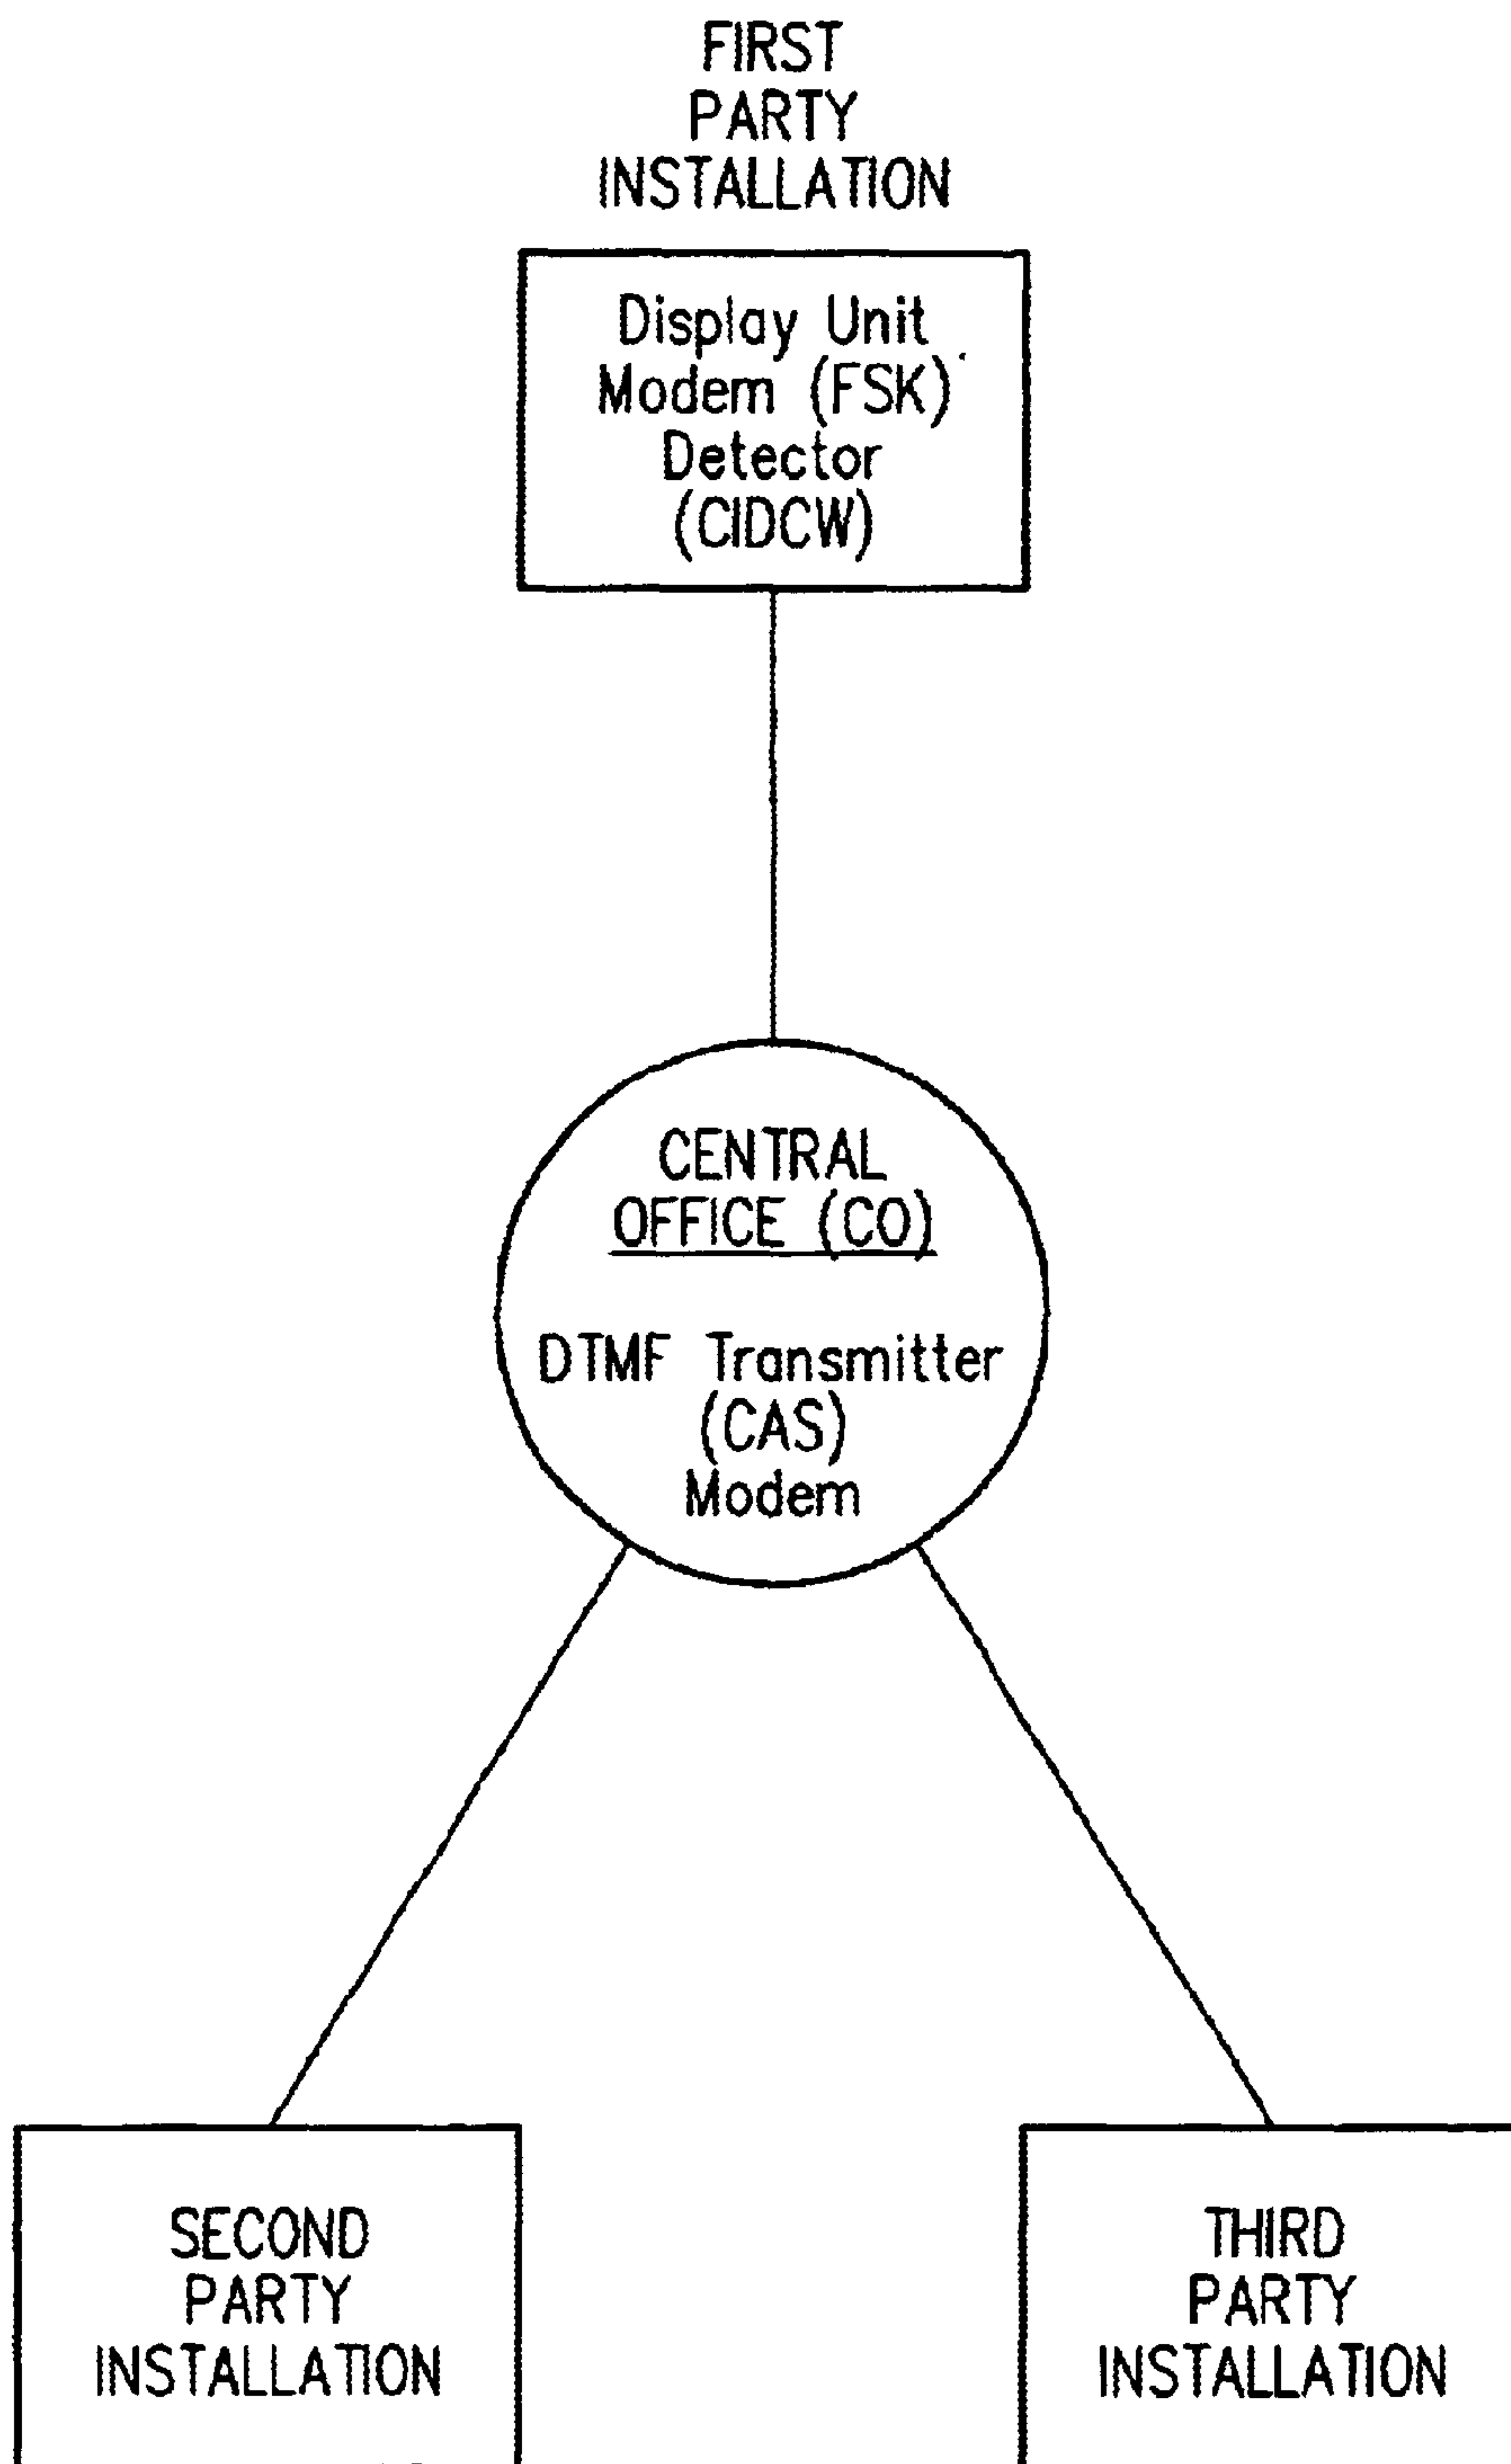 FIRST
PARTY
INSTALLATION
Display Unit
Modem (FSK)
Detector
(CIDCW)
CENTRAL
OFFICE (CO)
DTMF Transmitter
(CAS)
Modem
SECOND
PARTY
INSTALLATION
THIRD
PARTY
INSTALLATION